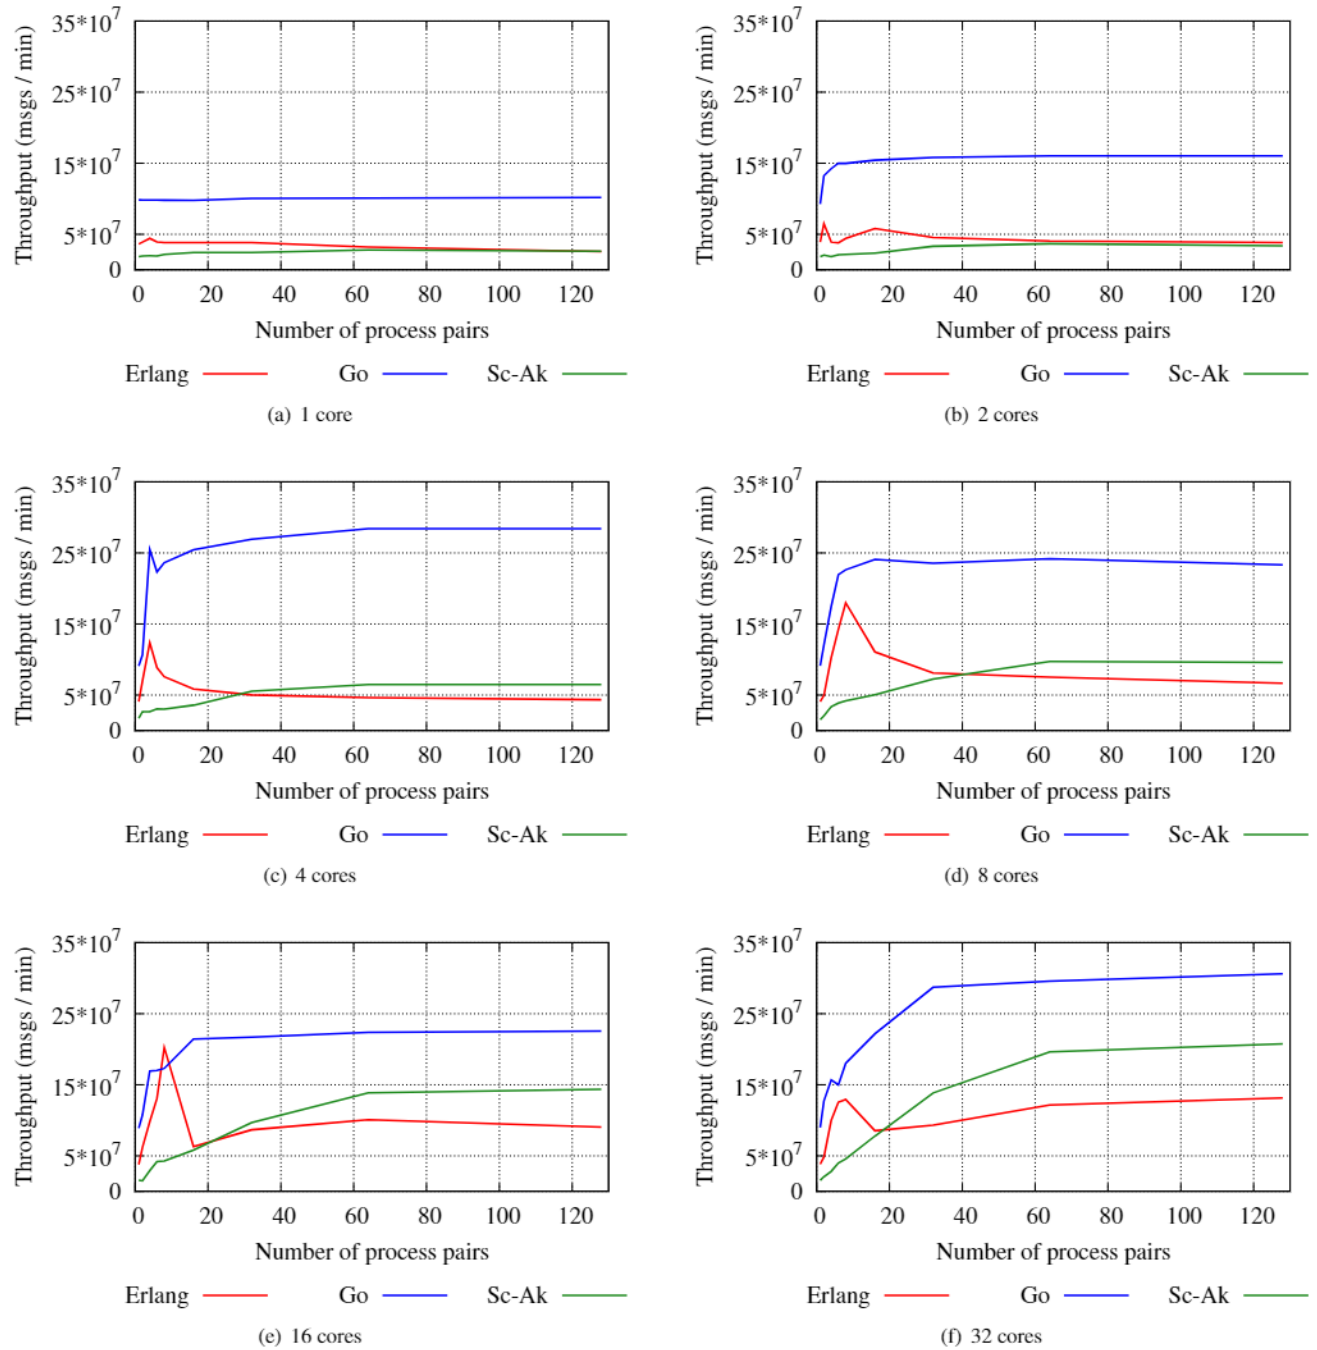 Throughput (msgs / min)
35*10^7
25*10^7
15*10^7
5*10^7
0
0 20 40 60 80 100 120
Number of process pairs
Erlang Go Sc-Ak
(a) 1 core
Throughput (msgs / min)
35*10^7
25*10^7
15*10^7
5*10^7
0
0 20 40 60 80 100 120
Number of process pairs
Erlang Go Sc-Ak
(b) 2 cores
Throughput (msgs / min)
35*10^7
25*10^7
15*10^7
5*10^7
0
0 20 40 60 80 100 120
Number of process pairs
Erlang Go Sc-Ak
(c) 4 cores
Throughput (msgs / min)
35*10^7
25*10^7
15*10^7
5*10^7
0
0 20 40 60 80 100 120
Number of process pairs
Erlang Go Sc-Ak
(d) 8 cores
Throughput (msgs / min)
35*10^7
25*10^7
15*10^7
5*10^7
0
0 20 40 60 80 100 120
Number of process pairs
Erlang Go Sc-Ak
(e) 16 cores
Throughput (msgs / min)
35*10^7
25*10^7
15*10^7
5*10^7
0
0 20 40 60 80 100 120
Number of process pairs
Erlang Go Sc-Ak
(f) 32 cores